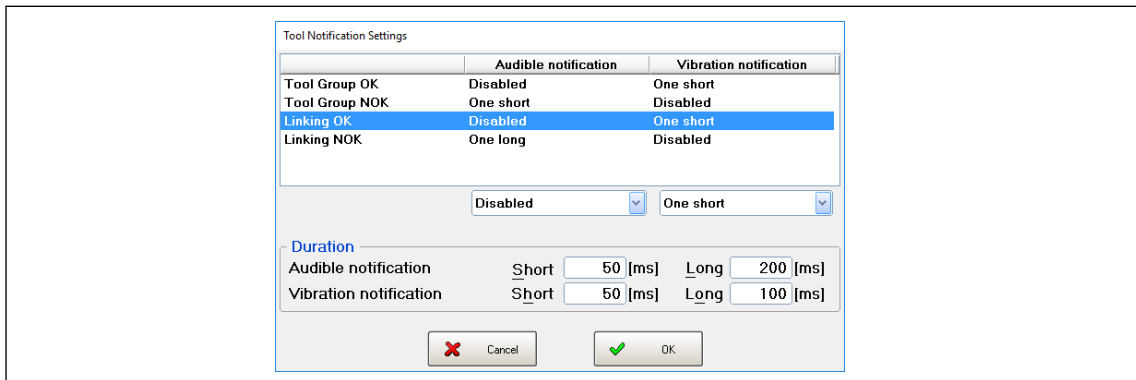 Tool Notification Settings
Audible notification Vibration notification
Tool Group OK Disabled One short
Tool Group NOK One short Disabled
Linking OK Disabled One short
Linking NOK One long Disabled
Disabled One short
Duration
Audible notification Short 50 [ms] Long 200 [ms]
Vibration notification Short 50 [ms] Long 100 [ms]
Cancel OK